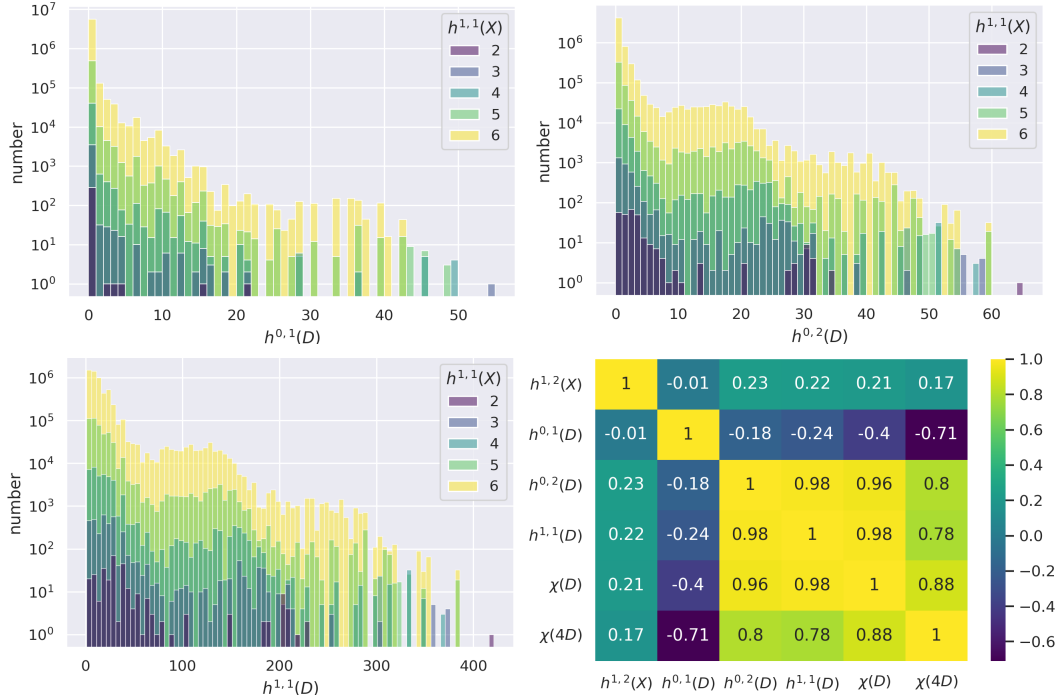 10^7
10^6
10^5
10^4
10^3
10^2
10^1
10^0
number
0 10 20 30 40 50
h^{0,1}(D)
h^{1,1}(X)
2
3
4
5
6
10^6
10^5
10^4
10^3
10^2
10^1
10^0
number
0 10 20 30 40 50 60
h^{0,2}(D)
h^{1,1}(X)
2
3
4
5
6
10^6
10^5
10^4
10^3
10^2
10^1
10^0
number
0 100 200 300 400
h^{1,1}(D)
h^{1,1}(X)
2
3
4
5
6
h^{1,2}(X) 1 -0.01 0.23 0.22 0.21 0.17
h^{0,1}(D) -0.01 1 -0.18 -0.24 -0.4 -0.71
h^{0,2}(D) 0.23 -0.18 1 0.98 0.96 0.8
h^{1,1}(D) 0.22 -0.24 0.98 1 0.98 0.78
χ(D) 0.21 -0.4 0.96 0.98 1 0.88
χ(4D) 0.17 -0.71 0.8 0.78 0.88 1
h^{1,2}(X) h^{0,1}(D) h^{0,2}(D) h^{1,1}(D) χ(D) χ(4D)
1.0
0.8
0.6
0.4
0.2
0.0
−0.2
−0.4
−0.6